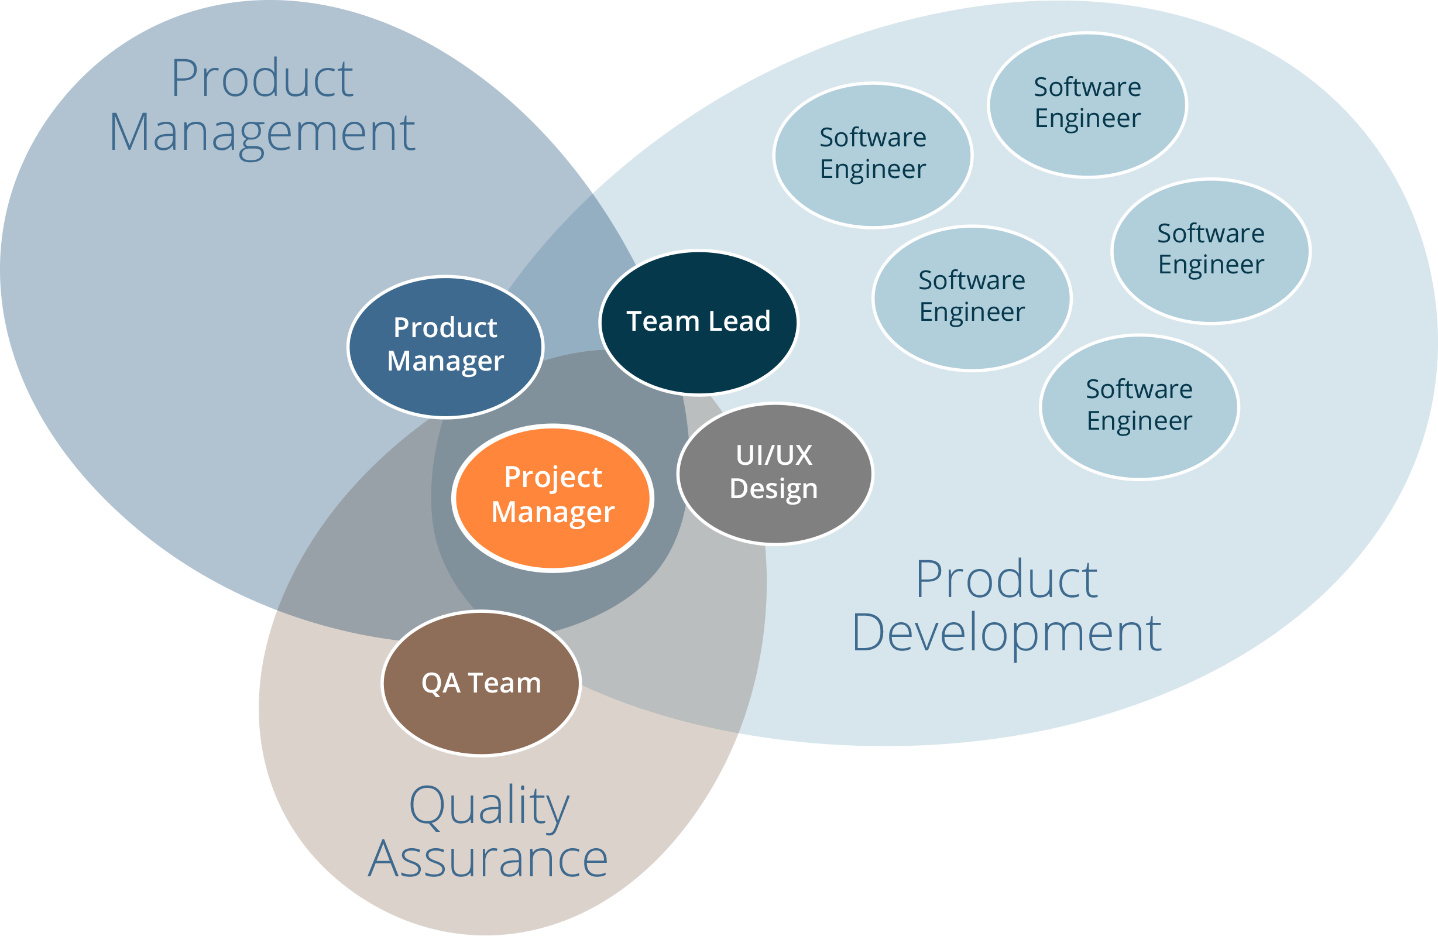 Product
Management
Software
Engineer
Software
Engineer
Software
Engineer
Software
Engineer
Software
Engineer
Team Lead
Product
Manager
UI/UX
Design
Project
Manager
Product
Development
QA Team
Quality
Assurance